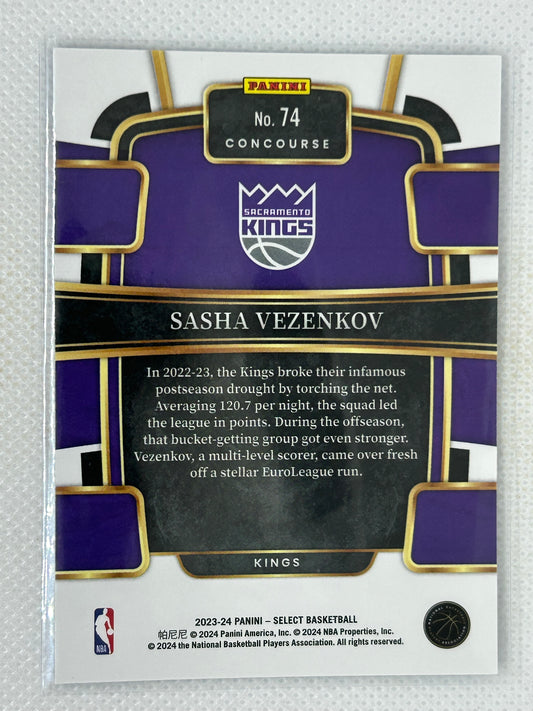 PANINI
No. 74
CONCOURSE
SACRAMENTO
KINGS
SASHA VEZENKOV
In 2022-23, the Kings broke their infamous
postseason drought by torching the net.
Averaging 120.7 per night, the squad led
the league in points. During the offseason,
that bucket-getting group got even stronger.
Vezenkov, a multi-level scorer, came over fresh
off a stellar EuroLeague run.
KINGS
2023-24 PANINI – SELECT BASKETBALL
帕尼尼 © 2024 Panini America, Inc. © 2024 NBA Properties, Inc.
© 2024 the National Basketball Players Association. All rights reserved.
NBA